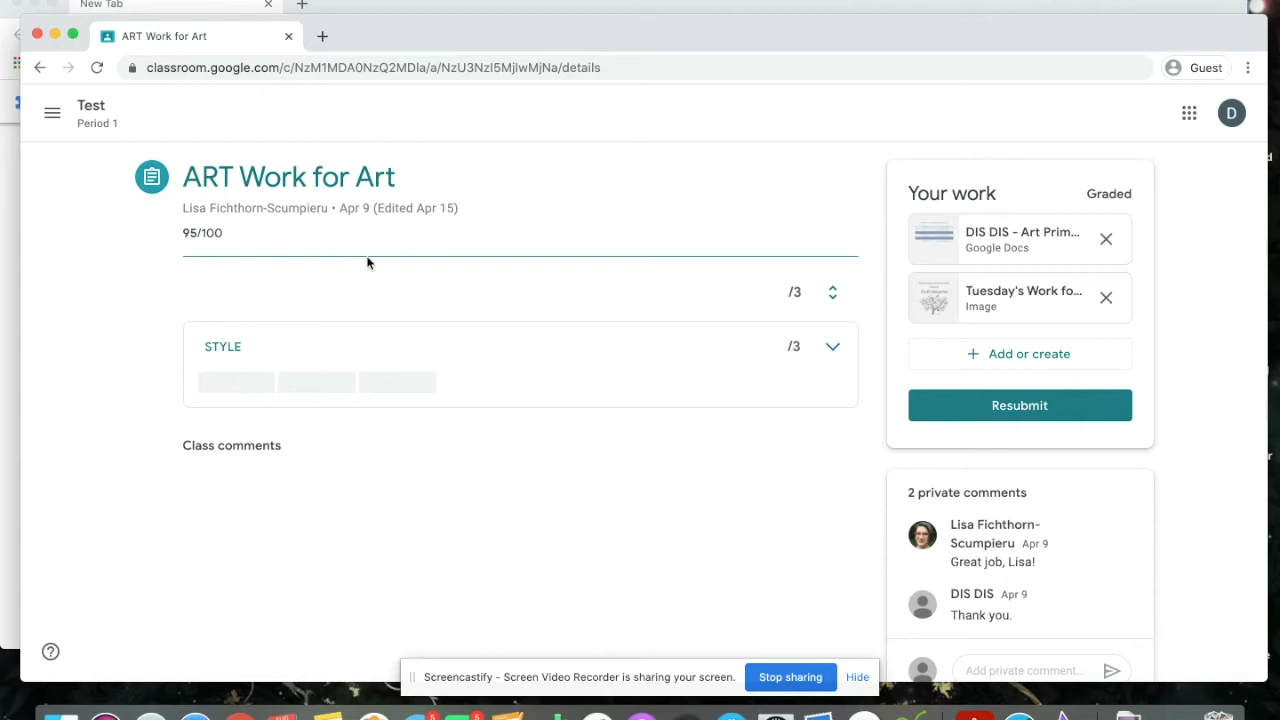 New Tab
ART Work for Art
classroom.google.com/c/NzM1MDA0NzQ2MDla/a/NzU3NzI5MjIwMjNa/details
Guest
Test
Period 1
D
ART Work for Art
Lisa Fichthorn-Scumpieru • Apr 9 (Edited Apr 15)
95/100
/3
STYLE
/3
Class comments
Your work
Graded
DIS DIS - Art Prim...
Google Docs
Tuesday's Work fo...
Image
+ Add or create
Resubmit
2 private comments
Lisa Fichthorn-
Scumpieru Apr 9
Great job, Lisa!
DIS DIS Apr 9
Thank you.
Add private comment...
Screencastify - Screen Video Recorder is sharing your screen.
Stop sharing
Hide